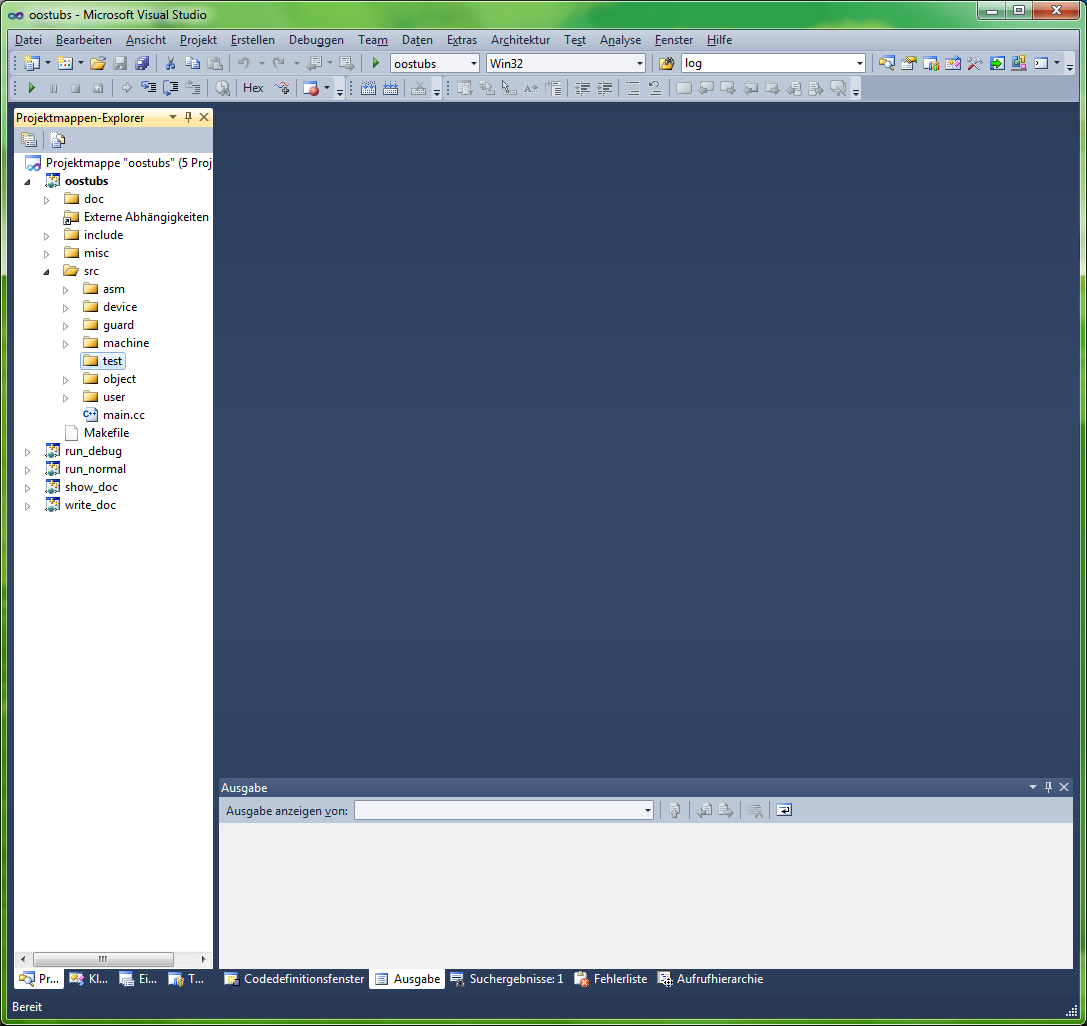 oostubs - Microsoft Visual Studio
Datei Bearbeiten Ansicht Projekt Erstellen Debuggen Team Daten Extras Architektur Test Analyse Fenster Hilfe
oostubs Win32 log
Hex
Projektmappen-Explorer
Projektmappe "oostubs" (5 Proj
oostubs
doc
Externe Abhängigkeiten
include
misc
src
asm
device
guard
machine
test
object
user
main.cc
Makefile
run_debug
run_normal
show_doc
write_doc
Ausgabe
Ausgabe anzeigen von:
Pr... Kl... Ei... T... Codedefinitionsfenster Ausgabe Suchergebnisse: 1 Fehlerliste Aufrufhierarchie
Bereit